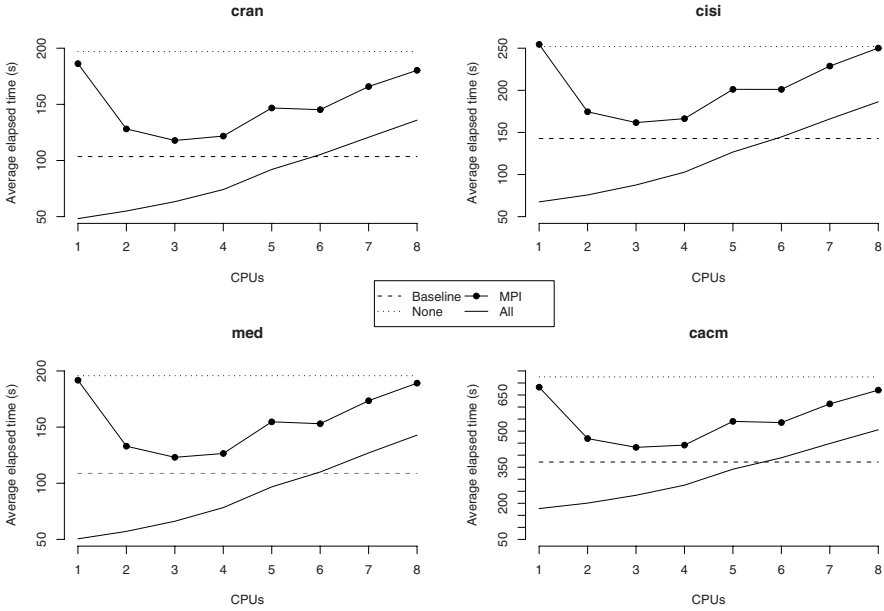 cran
Average elapsed time (s)
200
150
100
50
1 2 3 4 5 6 7 8
CPUs
cisi
Average elapsed time (s)
250
200
150
100
50
1 2 3 4 5 6 7 8
CPUs
Baseline MPI
None All
med
Average elapsed time (s)
200
150
100
50
1 2 3 4 5 6 7 8
CPUs
cacm
Average elapsed time (s)
650
500
350
200
50
1 2 3 4 5 6 7 8
CPUs